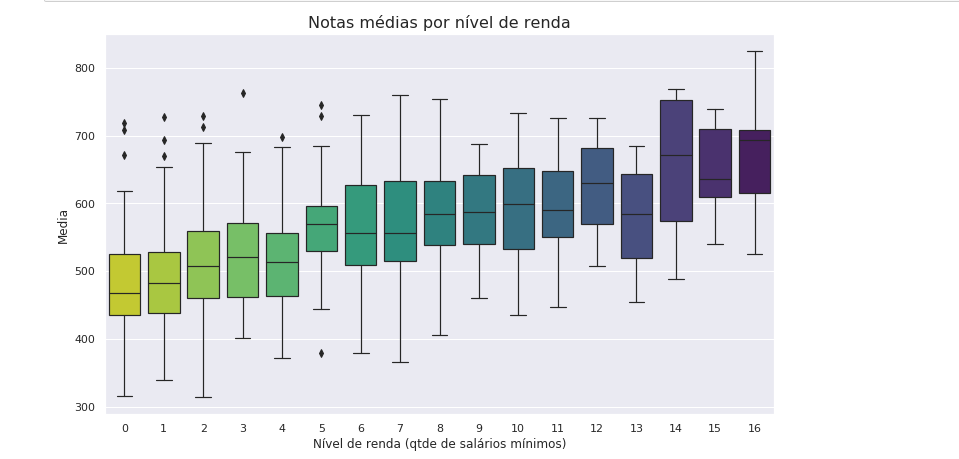 Notas médias por nível de renda
800
700
600
500
400
300
Media
0 1 2 3 4 5 6 7 8 9 10 11 12 13 14 15 16
Nível de renda (qtde de salários mínimos)